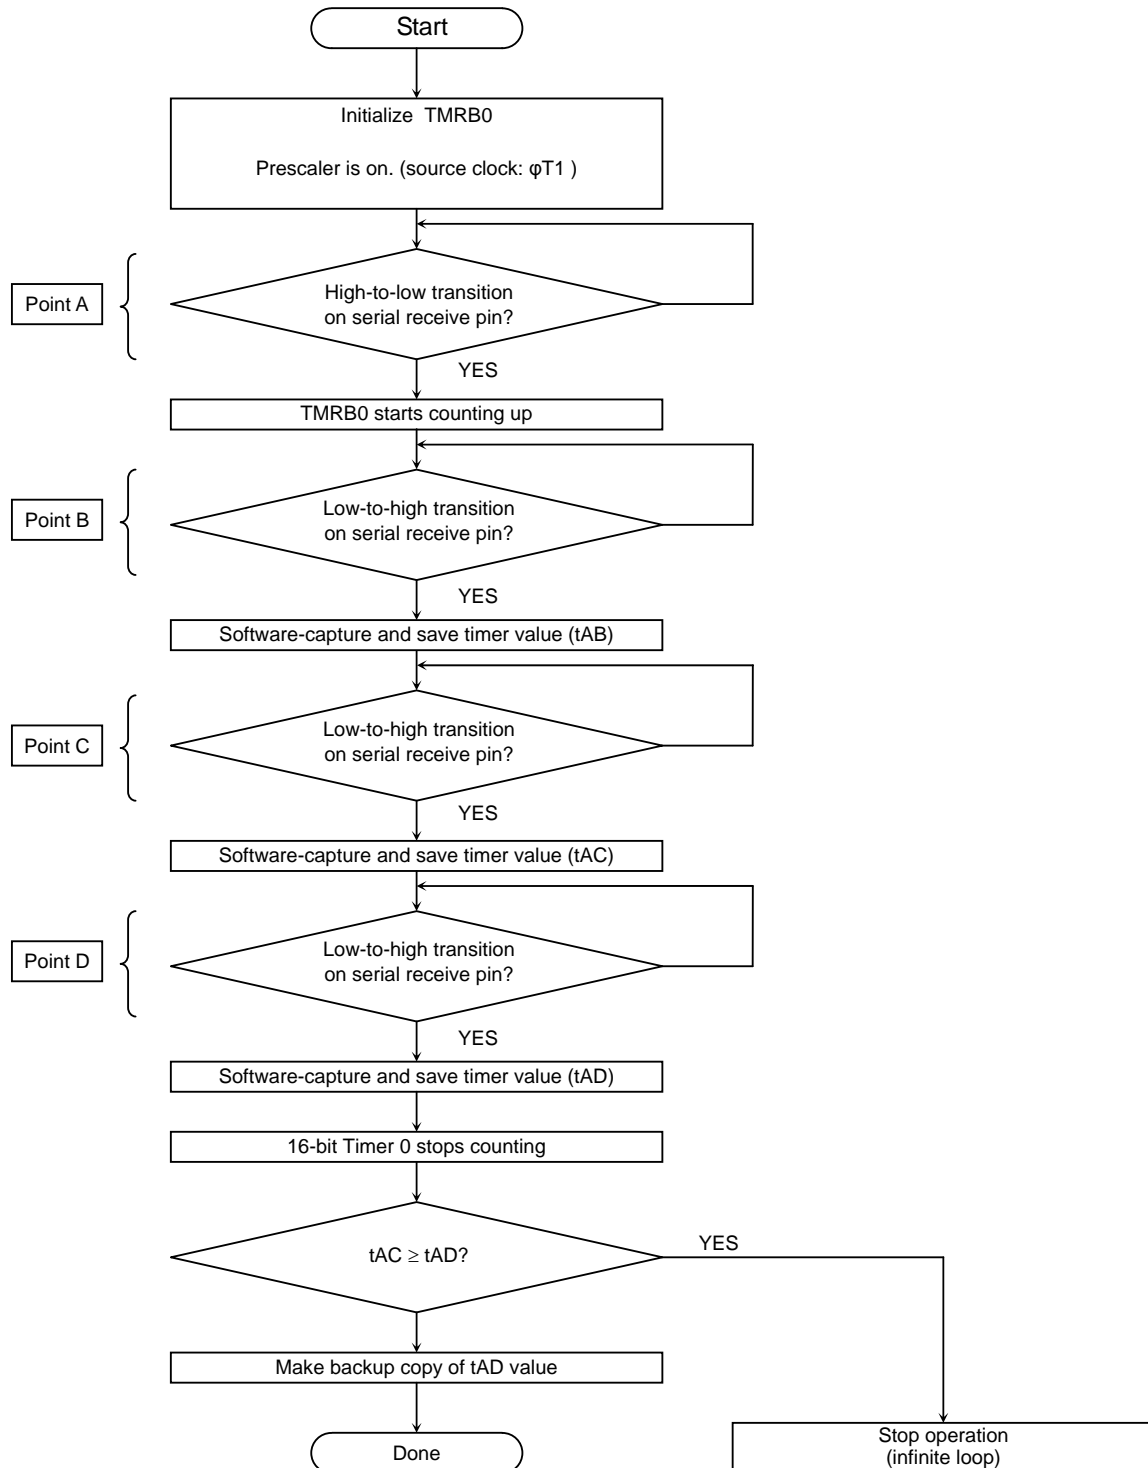 Start
Initialize TMRB0
Prescaler is on. (source clock: φT1 )
Point A
High-to-low transition
on serial receive pin?
YES
TMRB0 starts counting up
Point B
Low-to-high transition
on serial receive pin?
YES
Software-capture and save timer value (tAB)
Point C
Low-to-high transition
on serial receive pin?
YES
Software-capture and save timer value (tAC)
Point D
Low-to-high transition
on serial receive pin?
YES
Software-capture and save timer value (tAD)
16-bit Timer 0 stops counting
tAC ≥ tAD?
YES
Make backup copy of tAD value
Done
Stop operation
(infinite loop)